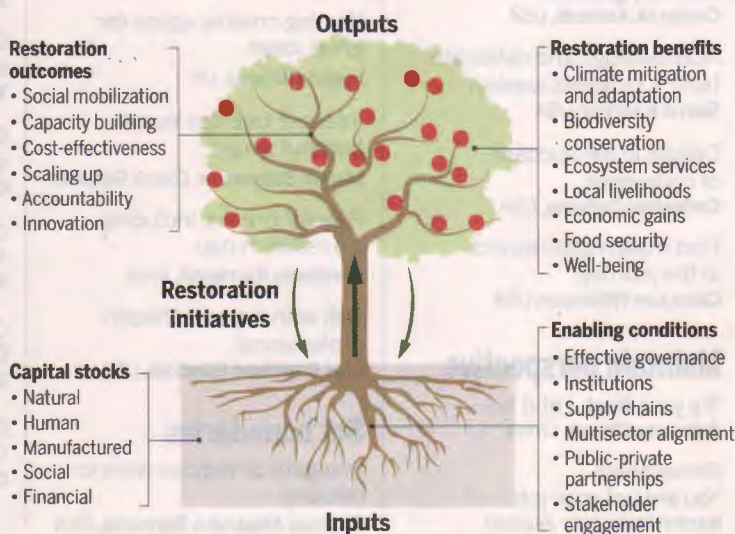 Outputs
Restoration
outcomes
• Social mobilization
• Capacity building
• Cost-effectiveness
• Scaling up
• Accountability
• Innovation
Restoration benefits
• Climate mitigation
and adaptation
• Biodiversity
conservation
• Ecosystem services
• Local livelihoods
• Economic gains
• Food security
• Well-being
Restoration
initiatives
Capital stocks
• Natural
• Human
• Manufactured
• Social
• Financial
Enabling conditions
• Effective governance
• Institutions
• Supply chains
• Multisector alignment
• Public-private
partnerships
• Stakeholder
engagement
Inputs